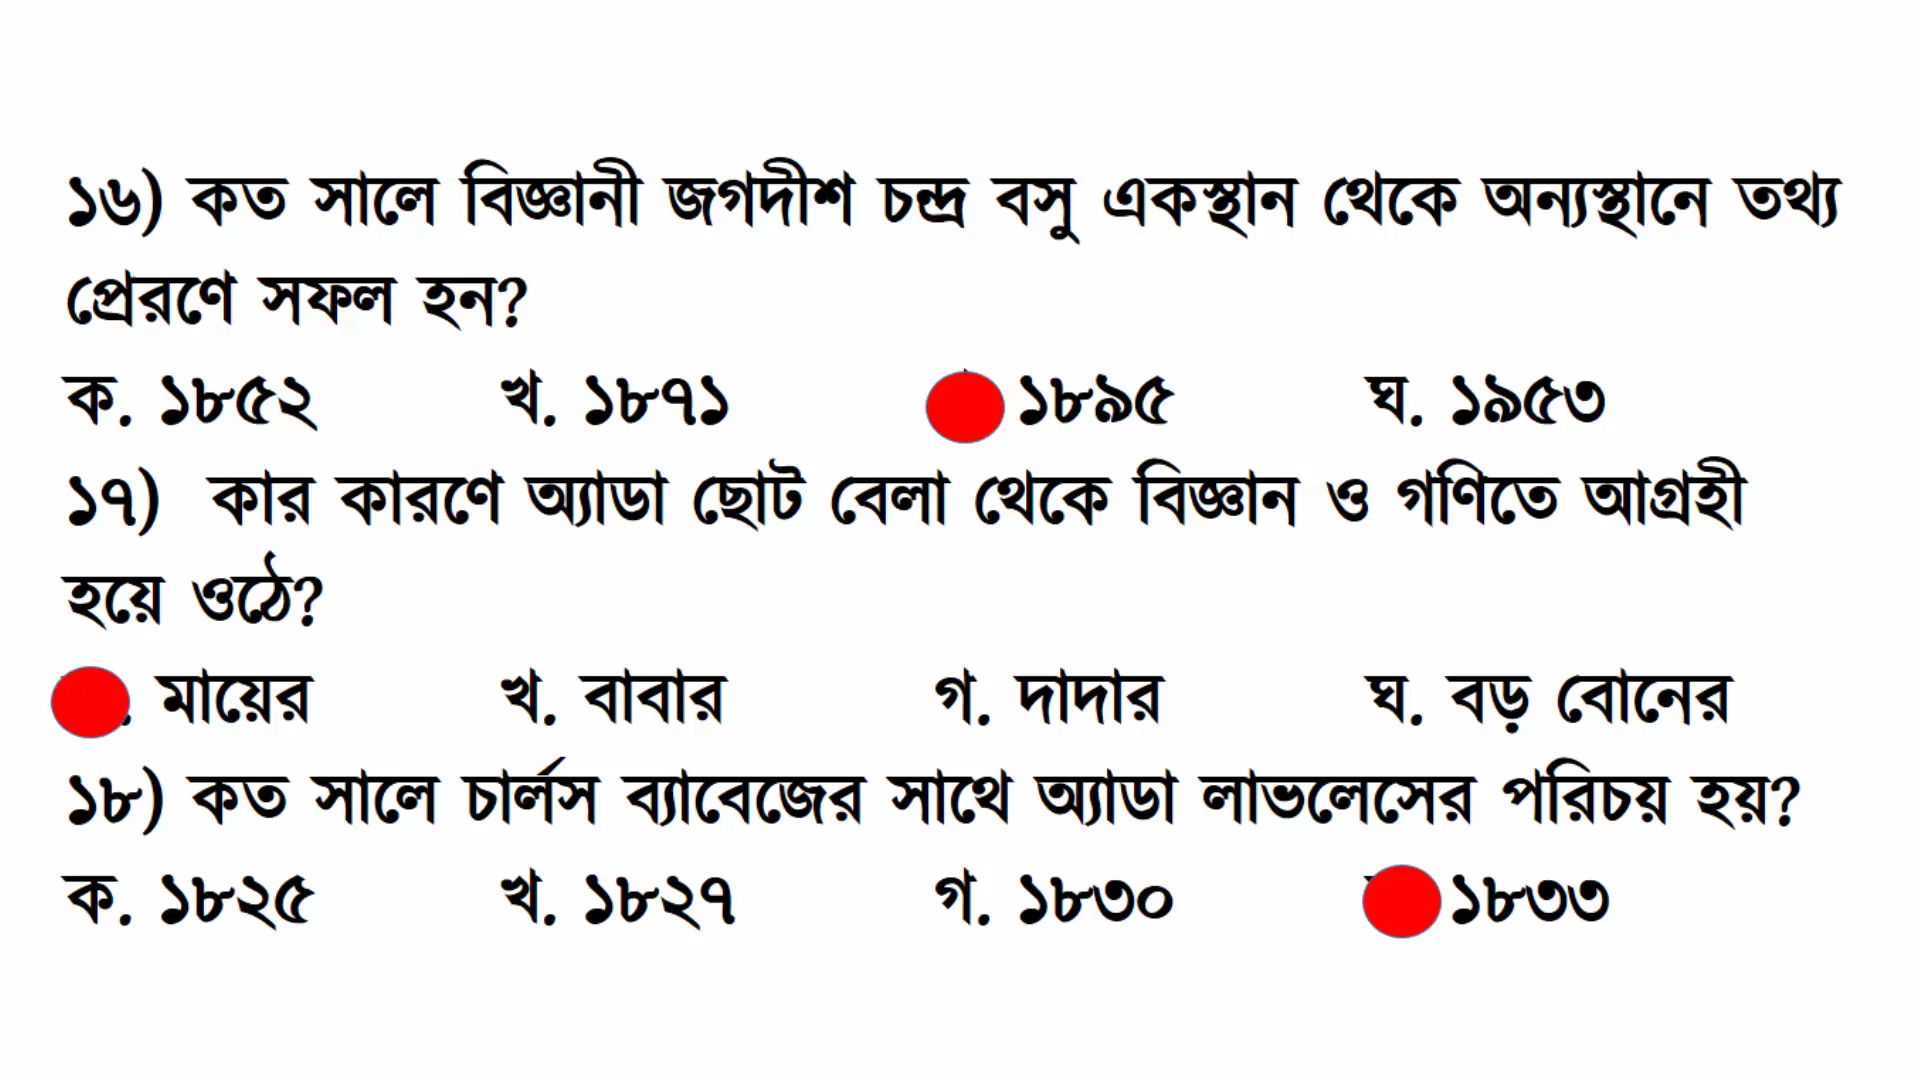 ১৬) কত সালে বিজ্ঞানী জগদীশ চন্দ্র বসু একস্থান থেকে অন্যস্থানে তথ্য
প্রেরণে সফল হন?
ক. ১৮৫২ খ. ১৮৭১ ১৮৯৫ ঘ. ১৯৫৩
১৭) কার কারণে অ্যাডা ছোট বেলা থেকে বিজ্ঞান ও গণিতে আগ্রহী
হয়ে ওঠে?
মায়ের খ. বাবার গ. দাদার ঘ. বড় বোনের
১৮) কত সালে চার্লস ব্যাবেজের সাথে অ্যাডা লাভলেসের পরিচয় হয়?
ক. ১৮২৫ খ. ১৮২৭ গ. ১৮৩০ ১৮৩৩